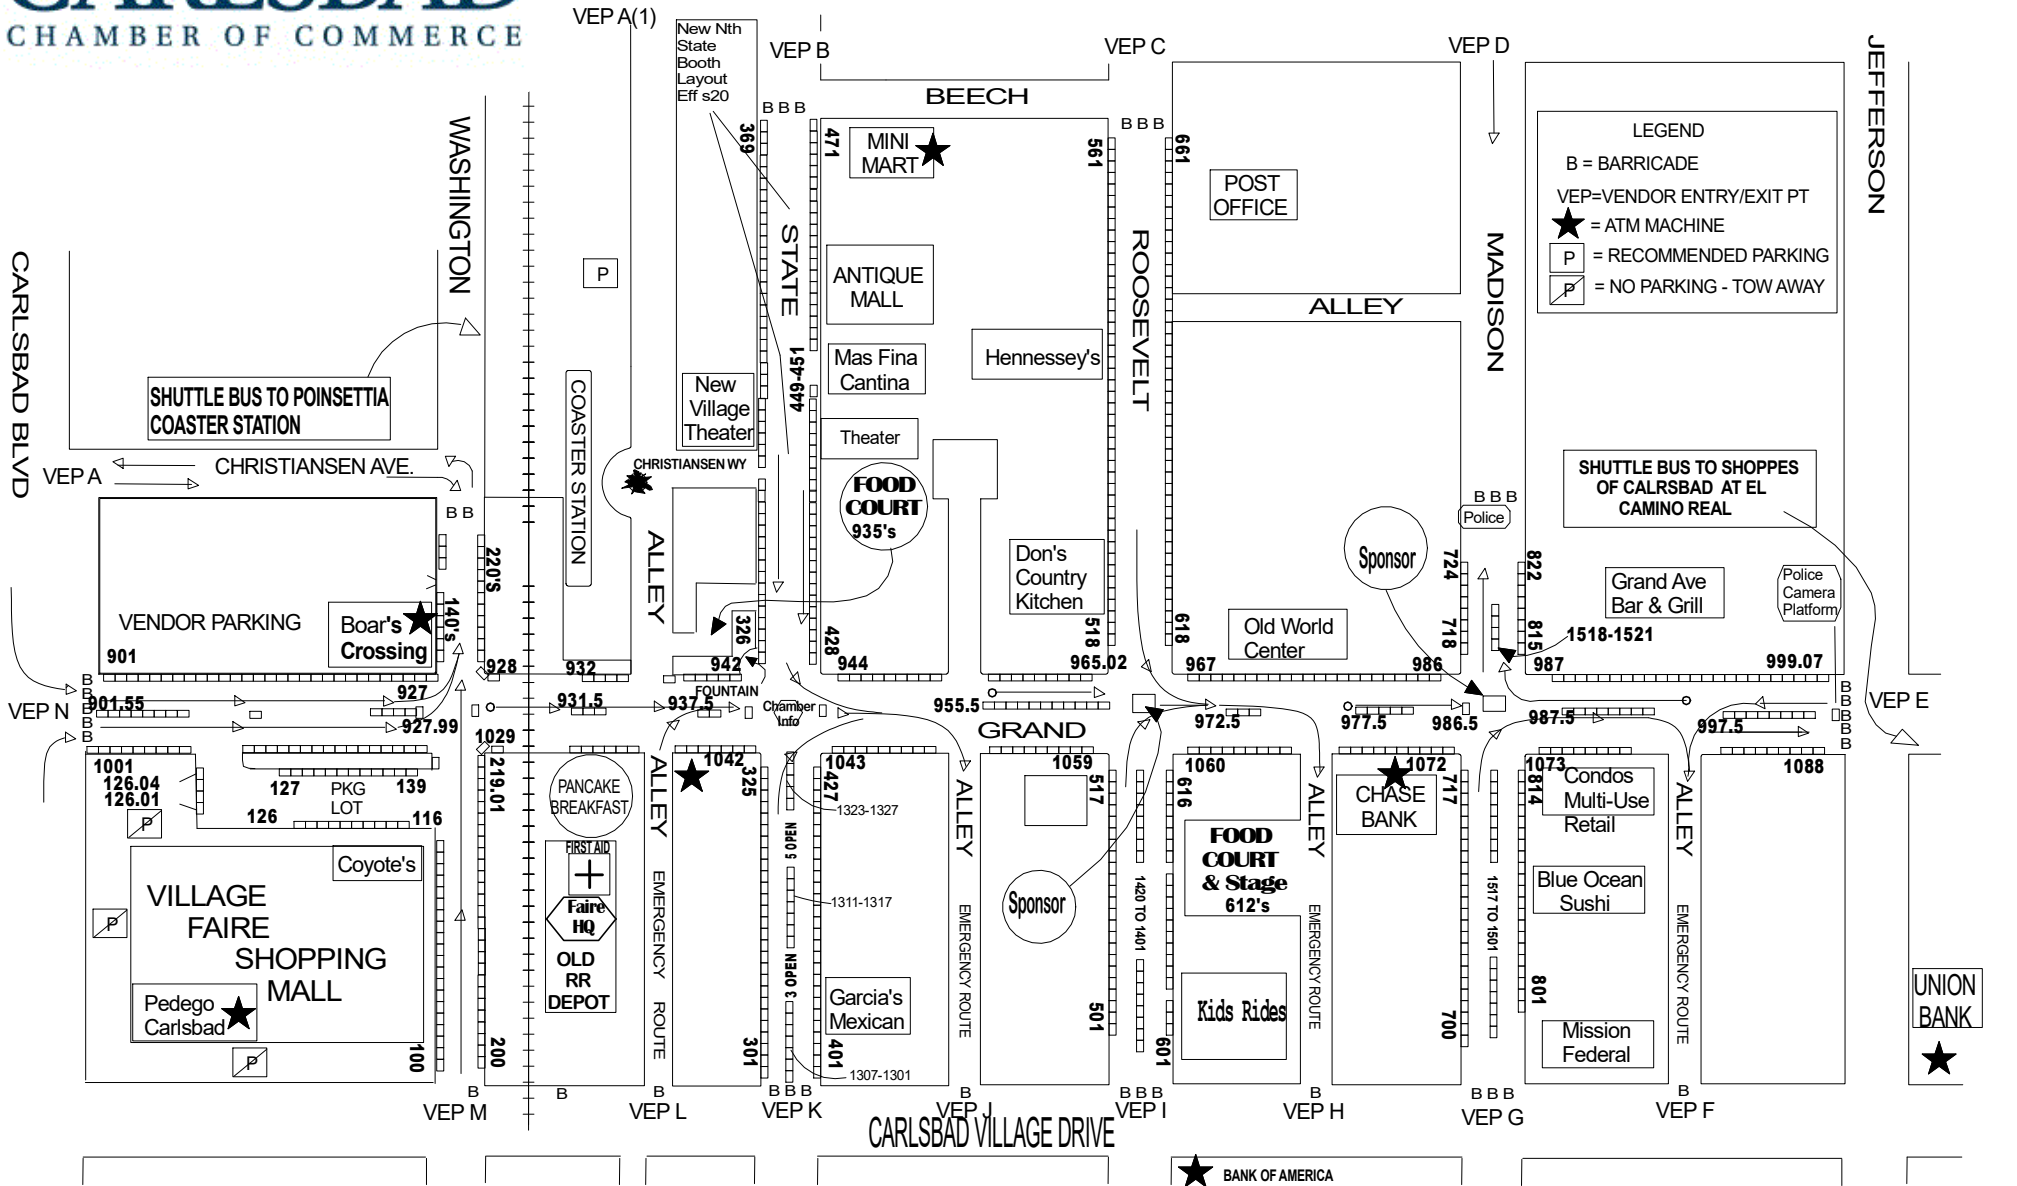 CARLSBAD
CHAMBER OF COMMERCE
VEP A(1)
New Nth
State
Booth
Layout
Eff s20
VEP B
VEP C
VEP D
BEECH
B B B
B B B
WASHINGTON
369
STATE
471
MINI
MART
561
ROOSEVELT
661
POST
OFFICE
MADISON
JEFFERSON
LEGEND
B = BARRICADE
VEP=VENDOR ENTRY/EXIT PT
= ATM MACHINE
P = RECOMMENDED PARKING
P = NO PARKING - TOW AWAY
CARLSBAD BLVD
P
ANTIQUE
MALL
ALLEY
449-451
Mas Fina
Cantina
Hennessey's
SHUTTLE BUS TO POINSETTIA
COASTER STATION
COASTER STATION
New
Village
Theater
Theater
CHRISTIANSEN WY
VEP A
CHRISTIANSEN AVE.
B B
FOOD
COURT
935's
SHUTTLE BUS TO SHOPPES
OF CALRSBAD AT EL
CAMINO REAL
B B B
Police
Sponsor
220'S
140's
ALLEY
Don's
Country
Kitchen
724
718
822
815
Grand Ave
Bar & Grill
Police
Camera
Platform
1518-1521
VENDOR PARKING
Boar's
Crossing
326
428
518
618
Old World
Center
901
928
932
942
944
965.02
967
986
987
999.07
B
B
B
B
B
901.55
927
927.99
931.5
937.5
FOUNTAIN
Chamber
Info
955.5
GRAND
972.5
977.5
986.5
987.5
997.5
VEP N
VEP E
B
B
B
B
B
1001
126.04
126.01
127
PKG
LOT
139
126
116
1029
219.01
PANCAKE
BREAKFAST
ALLEY
1042
325
1043
427
ALLEY
1059
517
1060
616
ALLEY
1072
CHASE
BANK
717
1073
814
Condos
Multi-Use
Retail
ALLEY
1088
P
1323-1327
5 OPEN
1311-1317
3 OPEN
1307-1301
Coyote's
FIRST AID
Faire
HQ
OLD
RR
DEPOT
EMERGENCY ROUTE
EMERGENCY ROUTE
Sponsor
1420 TO 1401
FOOD
COURT
& Stage
612's
EMERGENCY ROUTE
1517 TO 1501
Blue Ocean
Sushi
EMERGENCY ROUTE
P
VILLAGE
FAIRE
SHOPPING
MALL
Pedego
Carlsbad
P
100
200
301
Garcia's
Mexican
401
501
601
Kids Rides
700
801
Mission
Federal
UNION
BANK
B
B
B
B B B
B
B B B
B
B B B
B
VEP M
VEP L
VEP K
VEP J
VEP I
VEP H
VEP G
VEP F
CARLSBAD VILLAGE DRIVE
BANK OF AMERICA